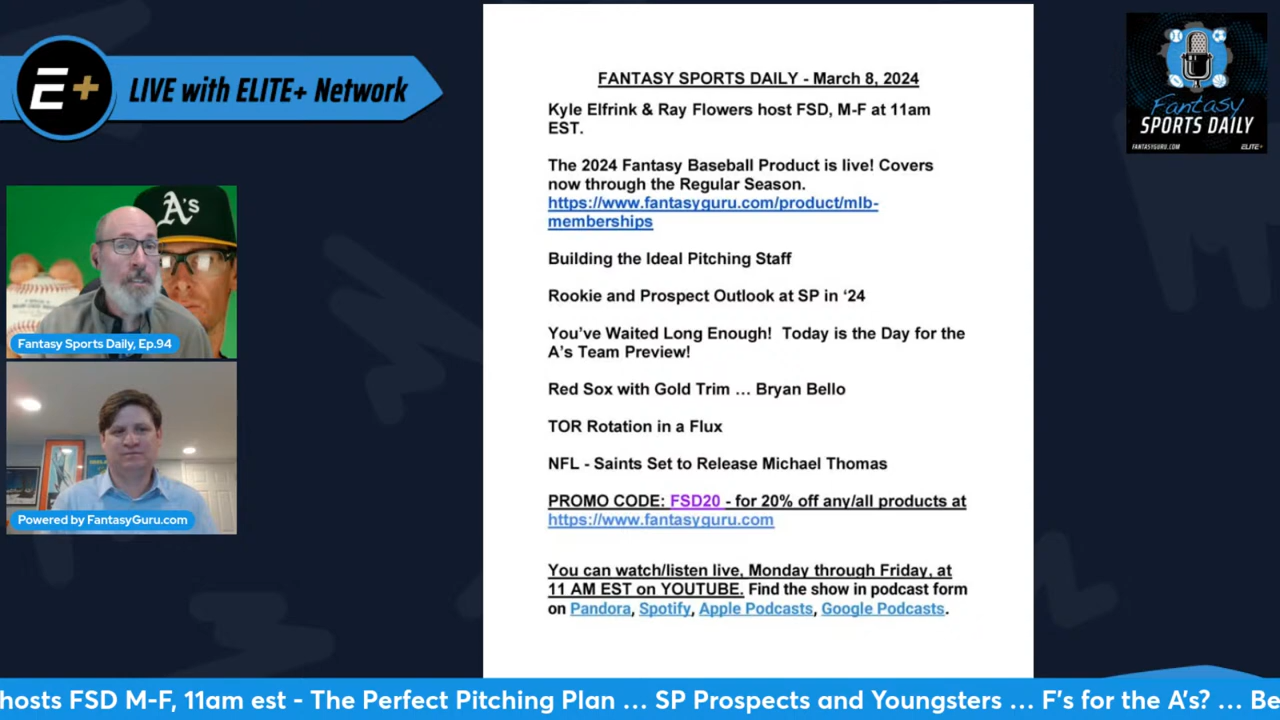 E+
LIVE with ELITE+ Network
A's
Fantasy Sports Daily, Ep.94
Powered by FantasyGuru.com
FANTASY SPORTS DAILY - March 8, 2024
Kyle Elfrink & Ray Flowers host FSD, M-F at 11am
EST.
The 2024 Fantasy Baseball Product is live! Covers
now through the Regular Season.
https://www.fantasyguru.com/product/mlb-
memberships
Building the Ideal Pitching Staff
Rookie and Prospect Outlook at SP in ‘24
You’ve Waited Long Enough!  Today is the Day for the
A’s Team Preview!
Red Sox with Gold Trim … Bryan Bello
TOR Rotation in a Flux
NFL - Saints Set to Release Michael Thomas
PROMO CODE: FSD20 - for 20% off any/all products at
https://www.fantasyguru.com
You can watch/listen live, Monday through Friday, at
11 AM EST on YOUTUBE. Find the show in podcast form
on Pandora, Spotify, Apple Podcasts, Google Podcasts.
Fantasy
SPORTS DAILY
FANTASYGURU.COM ELITE+
hosts FSD M-F, 11am est - The Perfect Pitching Plan … SP Prospects and Youngsters … F's for the A's? … Be